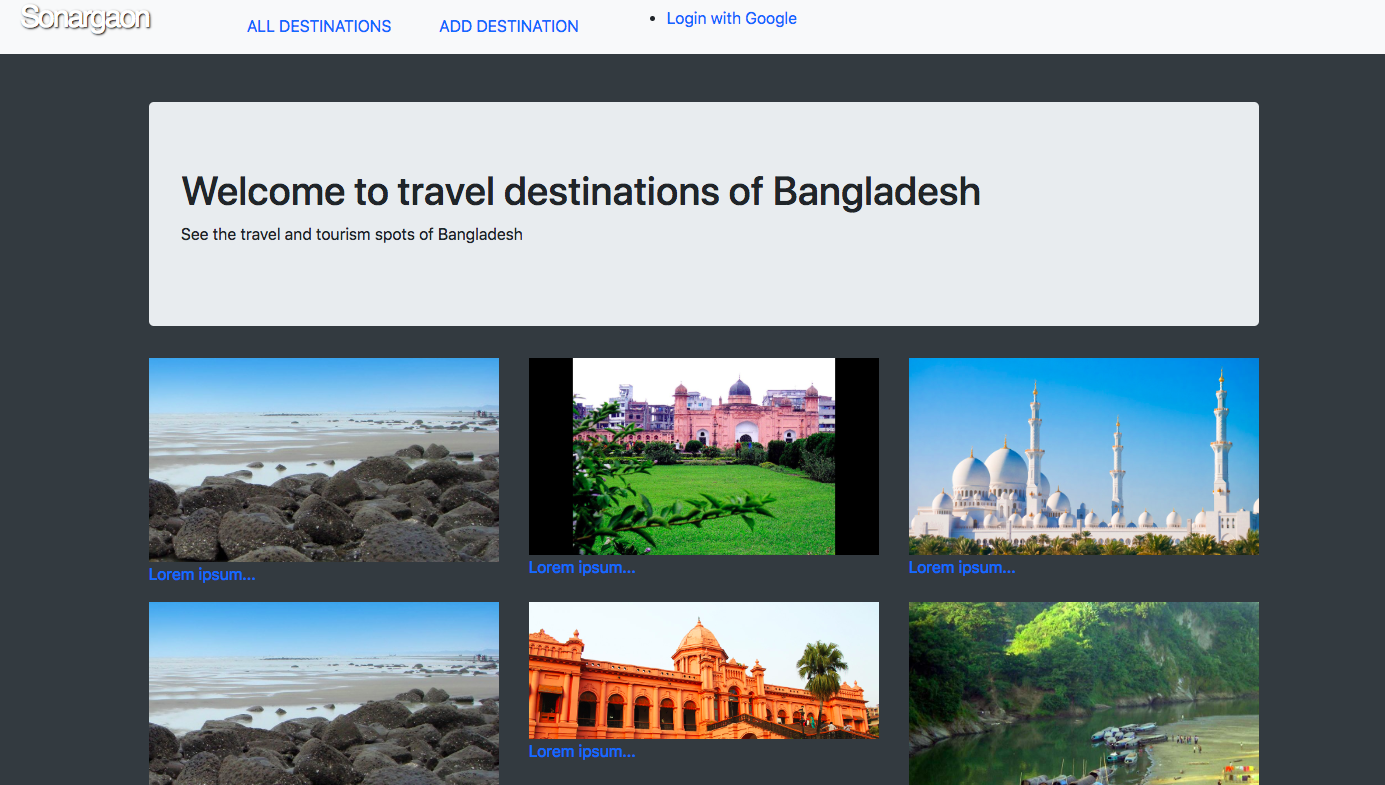 Sonargaon
ALL DESTINATIONS
ADD DESTINATION
Login with Google
Welcome to travel destinations of Bangladesh
See the travel and tourism spots of Bangladesh
Lorem ipsum...
Lorem ipsum...
Lorem ipsum...
Lorem ipsum...